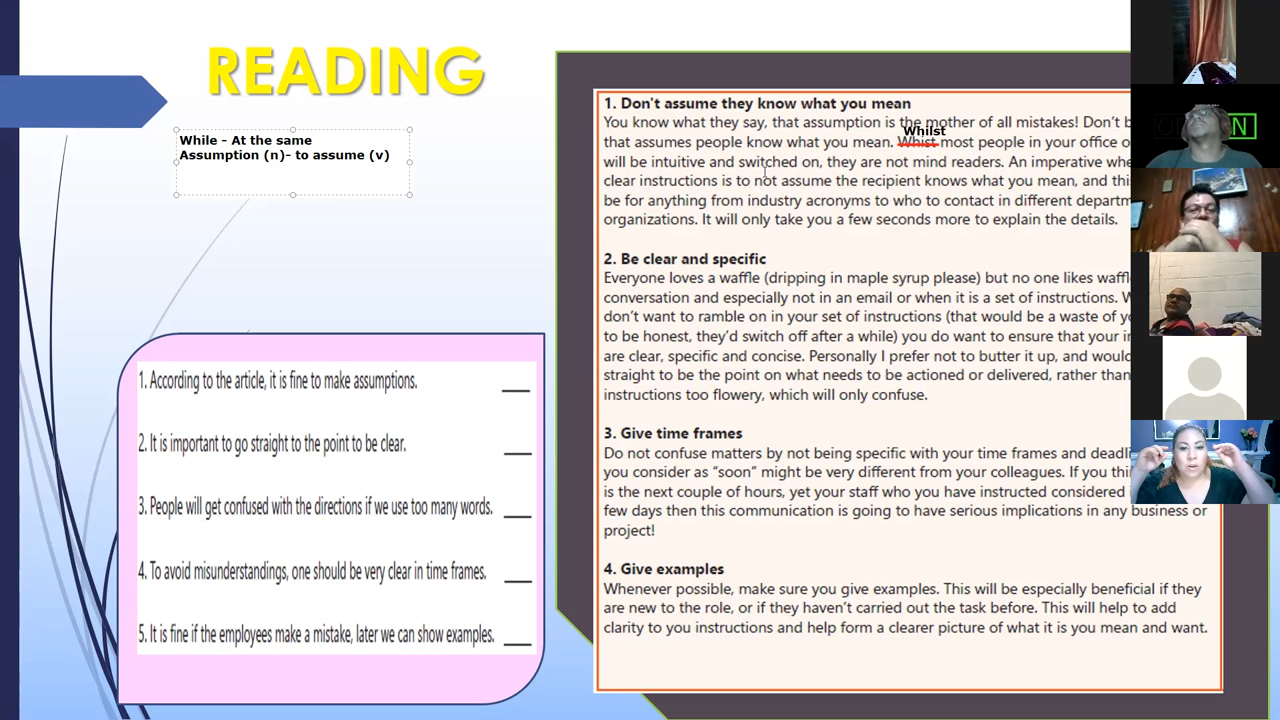 READING
While - At the same
Assumption (n)- to assume (v)
1. According to the article, it is fine to make assumptions. ___
2. It is important to go straight to the point to be clear. ___
3. People will get confused with the directions if we use too many words. ___
4. To avoid misunderstandings, one should be very clear in time frames. ___
5. It is fine if the employees make a mistake, later we can show examples. ___
1. Don't assume they know what you mean
You know what they say, that assumption is the mother of all mistakes! Don't
Whilst
that assumes people know what you mean. Whist most people in your office
will be intuitive and switched on, they are not mind readers. An imperative
clear instructions is to not assume the recipient knows what you mean, and
be for anything from industry acronyms to who to contact in different
organizations. It will only take you a few seconds more to explain the details.
2. Be clear and specific
Everyone loves a waffle (dripping in maple syrup please) but no one likes
conversation and especially not in an email or when it is a set of instructions.
don't want to ramble on in your set of instructions (that would be a waste of
to be honest, they'd switch off after a while) you do want to ensure that your
are clear, specific and concise. Personally I prefer not to butter it up, and
straight to be the point on what needs to be actioned or delivered, rather than
instructions too flowery, which will only confuse.
3. Give time frames
Do not confuse matters by not being specific with your time frames and
you consider as "soon" might be very different from your colleagues. If you
is the next couple of hours, yet your staff who you have instructed considered
few days then this communication is going to have serious implications in any business or
project!
4. Give examples
Whenever possible, make sure you give examples. This will be especially beneficial if they
are new to the role, or if they haven't carried out the task before. This will help to add
clarity to you instructions and help form a clearer picture of what it is you mean and want.